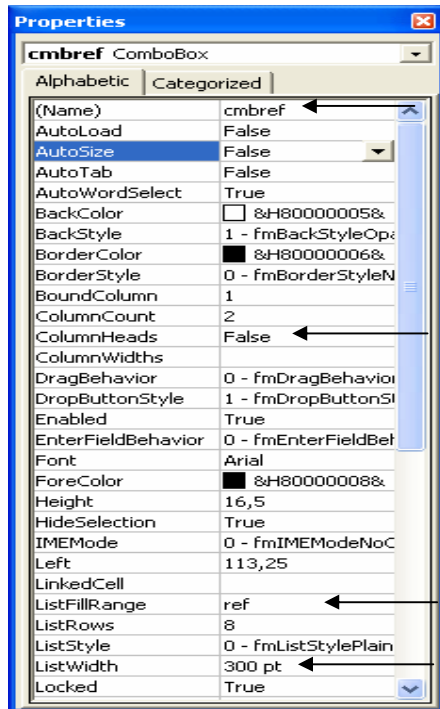 Properties
cmbref ComboBox
Alphabetic Categorized
(Name) cmbref
AutoLoad False
AutoSize False
AutoTab False
AutoWordSelect True
BackColor &H80000005&
BackStyle 1 - fmBackStyleOpa
BorderColor &H80000006&
BorderStyle 0 - fmBorderStyleN
BoundColumn 1
ColumnCount 2
ColumnHeads False
ColumnWidths
DragBehavior 0 - fmDragBehavior
DropButtonStyle 1 - fmDropButtonSt
Enabled True
EnterFieldBehavior 0 - fmEnterFieldBeh
Font Arial
ForeColor &H80000008&
Height 16,5
HideSelection True
IMEMode 0 - fmIMEModeNoC
Left 113,25
LinkedCell
ListFillRange ref
ListRows 8
ListStyle 0 - fmListStylePlain
ListWidth 300 pt
Locked True